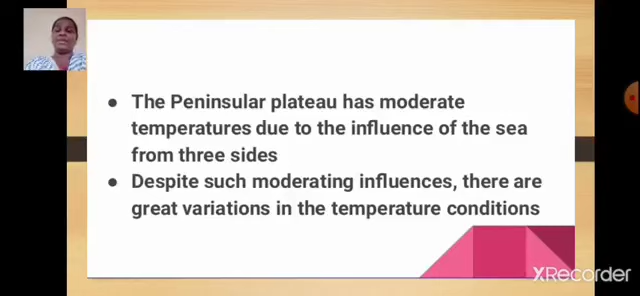 ● The Peninsular plateau has moderate
temperatures due to the influence of the sea
from three sides
● Despite such moderating influences, there are
great variations in the temperature conditions
XRecorder